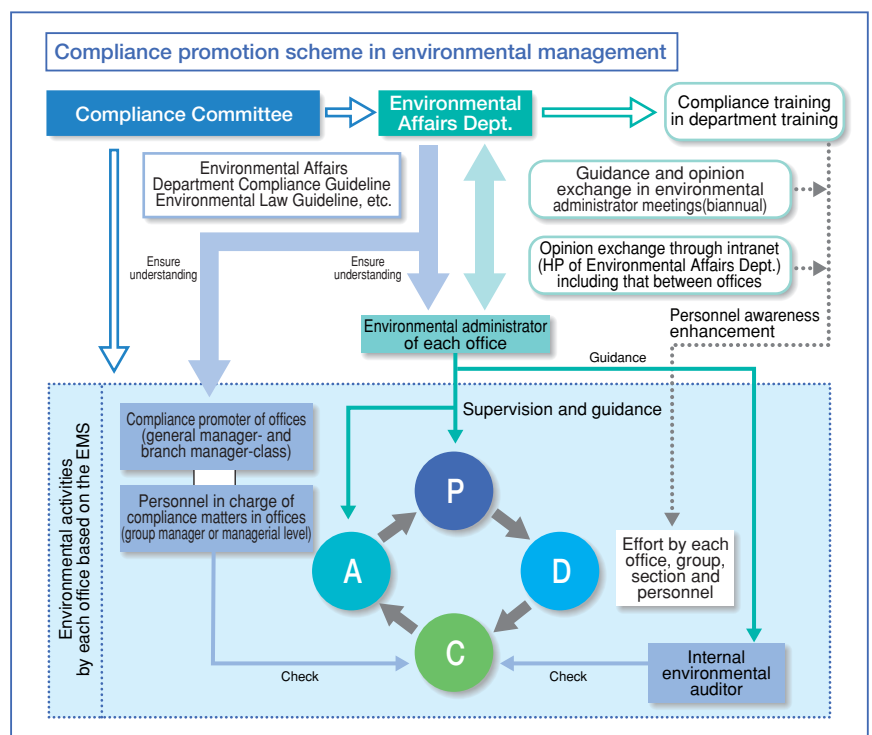 Compliance promotion scheme in environmental management
Compliance Committee
Environmental
Affairs Dept.
Compliance training
in department training
Environmental Affairs
Department Compliance Guideline
Environmental Law Guideline, etc.
Guidance and opinion
exchange in environmental
administrator meetings(biannual)
Ensure
understanding
Ensure
understanding
Opinion exchange through intranet
(HP of Environmental Affairs Dept.)
including that between offices
Personnel awareness
enhancement
Environmental administrator
of each office
Guidance
Supervision and guidance
Environmental activities
by each office based on the EMS
Compliance promoter of offices
(general manager- and
branch manager-class)
Personnel in charge of
compliance matters in offices
(group manager or managerial level)
P
A
D
C
Effort by each
office, group,
section and
personnel
Check
Check
Internal
environmental
auditor